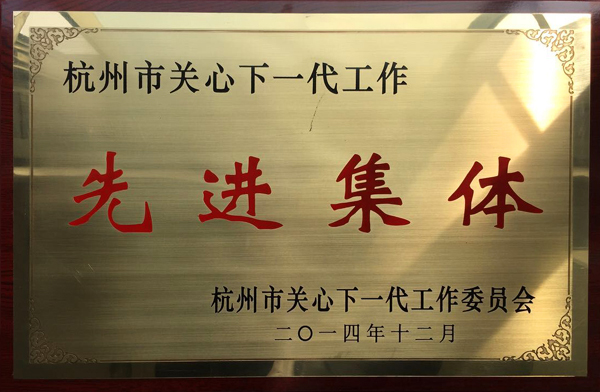 杭州市关心下一代工作
先进集体
杭州市关心下一代工作委员会
二〇一四年十二月